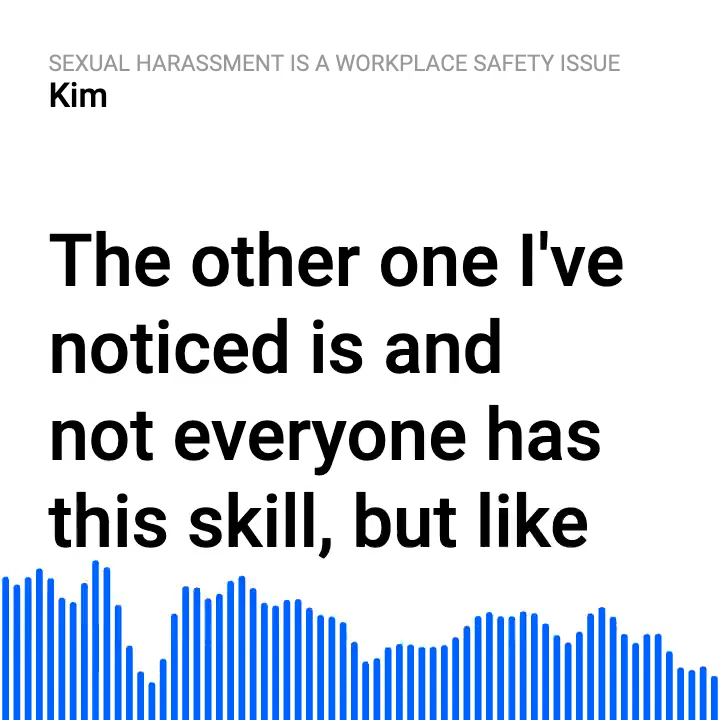 SEXUAL HARASSMENT IS A WORKPLACE SAFETY ISSUE
Kim
The other one I've
noticed is and
not everyone has
this skill, but like